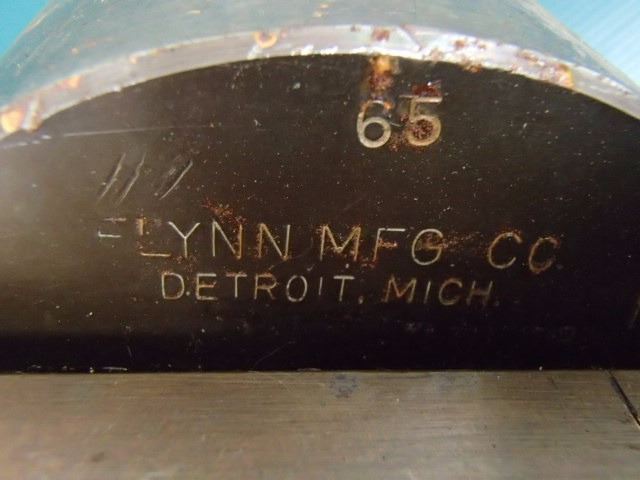 65
FLYNN MFG. CO.
DETROIT, MICH.